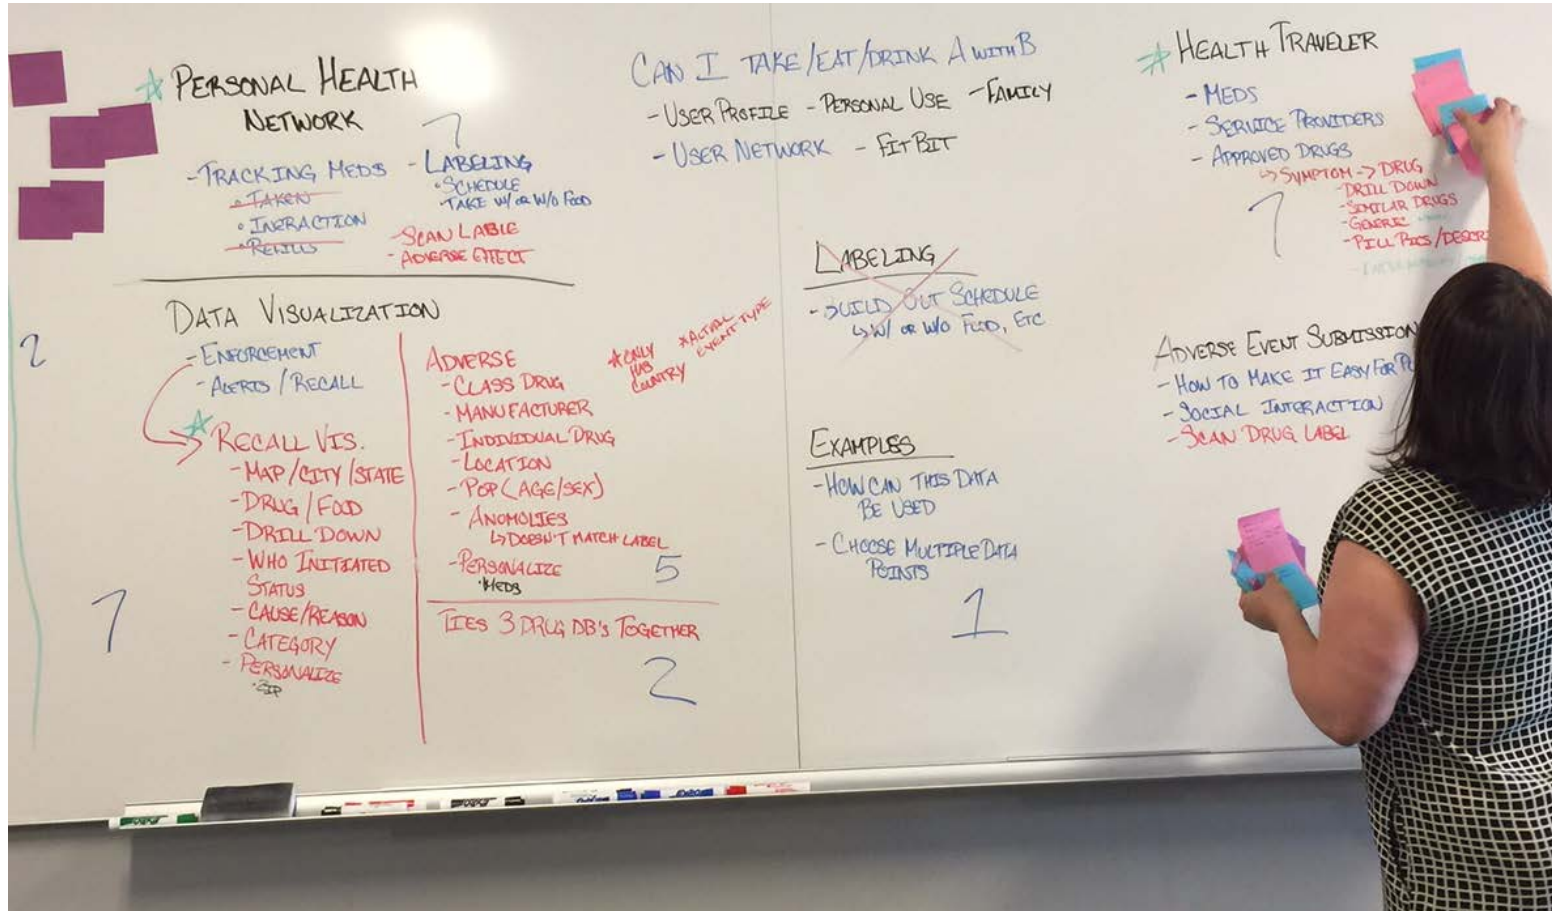 PERSONAL HEALTH
NETWORK
7
- TRACKING MEDS
• TAKEN
• INERACTION
• REFILLS
- LABELING
• SCHEDULE
• TAKE W/ OR W/O FOOD
- SCAN LABLE
- ADVERSE EFFECT
DATA VISUALIZATION
2
- ENFORCEMENT
- ALERTS / RECALL
RECALL VIS.
- MAP/CITY/STATE
- DRUG/FOOD
- DRILL DOWN
- WHO INITIATED
STATUS
- CAUSE/REASON
- CATEGORY
- PERSONALIZE
• ZIP
7
ADVERSE
- CLASS DRUG
- MANUFACTURER
- INDIVIDUAL DRUG
- LOCATION
- POP (AGE/SEX)
- ANOMOLIES
↳ DOESN'T MATCH LABEL
- PERSONALIZE
• MEDS
5
* ONLY
HAS
COUNTRY
* ACTUAL
EVENT TYPE
TIES 3 DRUG DB's TOGETHER
2
CAN I TAKE/EAT/DRINK A WITH B
- USER PROFILE - PERSONAL USE - FAMILY
- USER NETWORK - FITBIT
LABELING
- BUILD OUT SCHEDULE
↳ W/ OR W/O FOOD, ETC
EXAMPLES
- HOW CAN THIS DATA
BE USED
- CHOOSE MULTIPLE DATA
POINTS
1
HEALTH TRAVELER
- MEDS
- SERVICE PROVIDERS
- APPROVED DRUGS
↳ SYMPTOM -> DRUG
- DRILL DOWN
- SIMILAR DRUGS
- GENERIC
- PILL PICS/DESCRI
7
ADVERSE EVENT SUBMISSION
- HOW TO MAKE IT EASY FOR
- SOCIAL INTERACTION
- SCAN DRUG LABEL